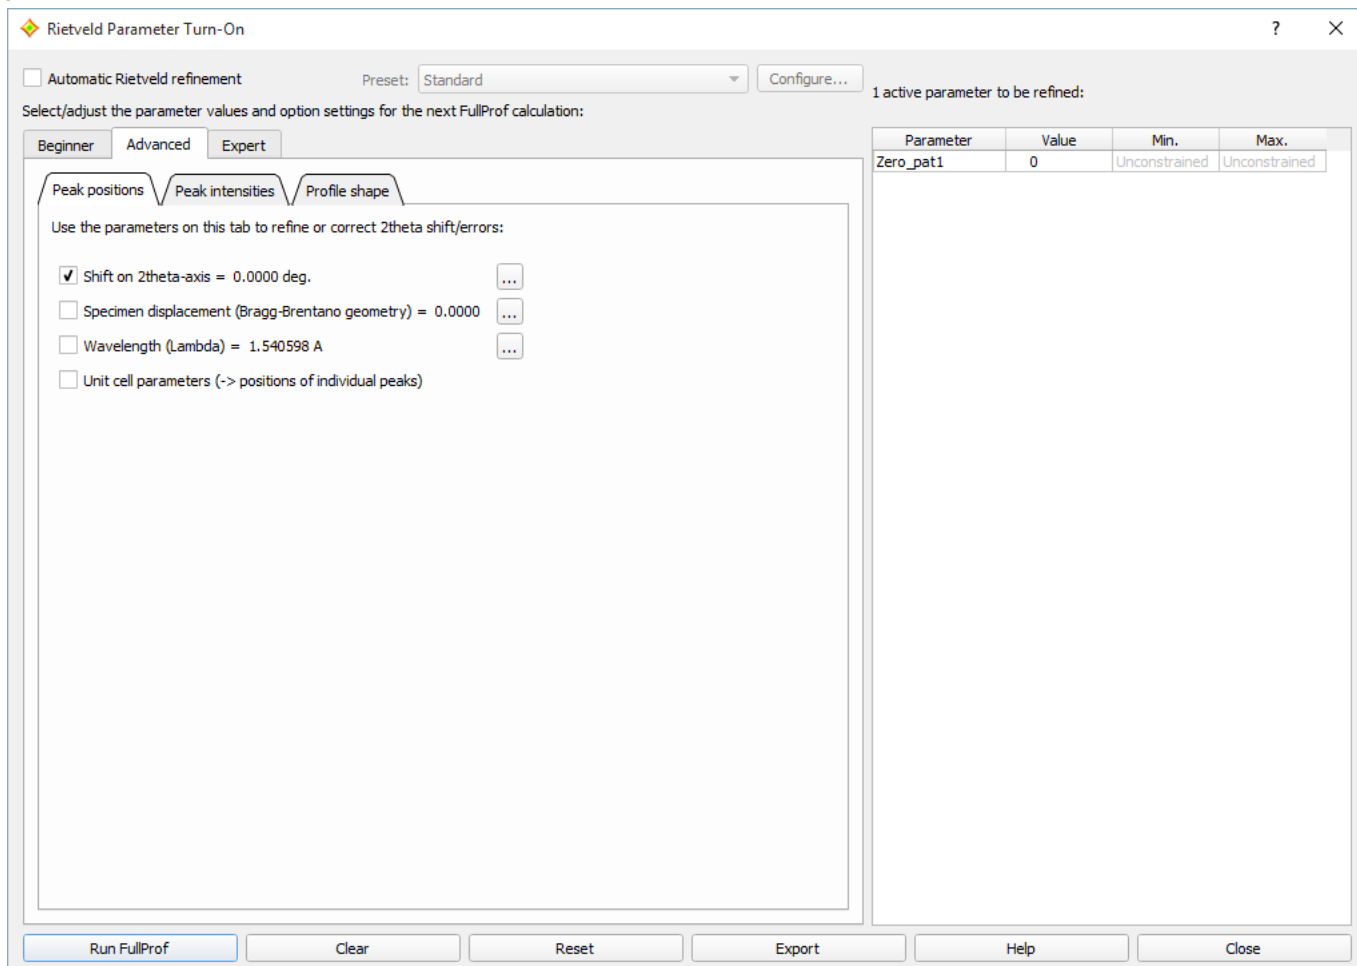 Rietveld Parameter Turn-On
?
Automatic Rietveld refinement Preset: Standard Configure...
Select/adjust the parameter values and option settings for the next FullProf calculation:
Beginner Advanced Expert
Peak positions Peak intensities Profile shape
Use the parameters on this tab to refine or correct 2theta shift/errors:
Shift on 2theta-axis = 0.0000 deg. ...
Specimen displacement (Bragg-Brentano geometry) = 0.0000 ...
Wavelength (Lambda) = 1.540598 A ...
Unit cell parameters (-> positions of individual peaks)
1 active parameter to be refined:
Parameter Value Min. Max.
Zero_pat1 0 Unconstrained Unconstrained
Run FullProf Clear Reset Export Help Close